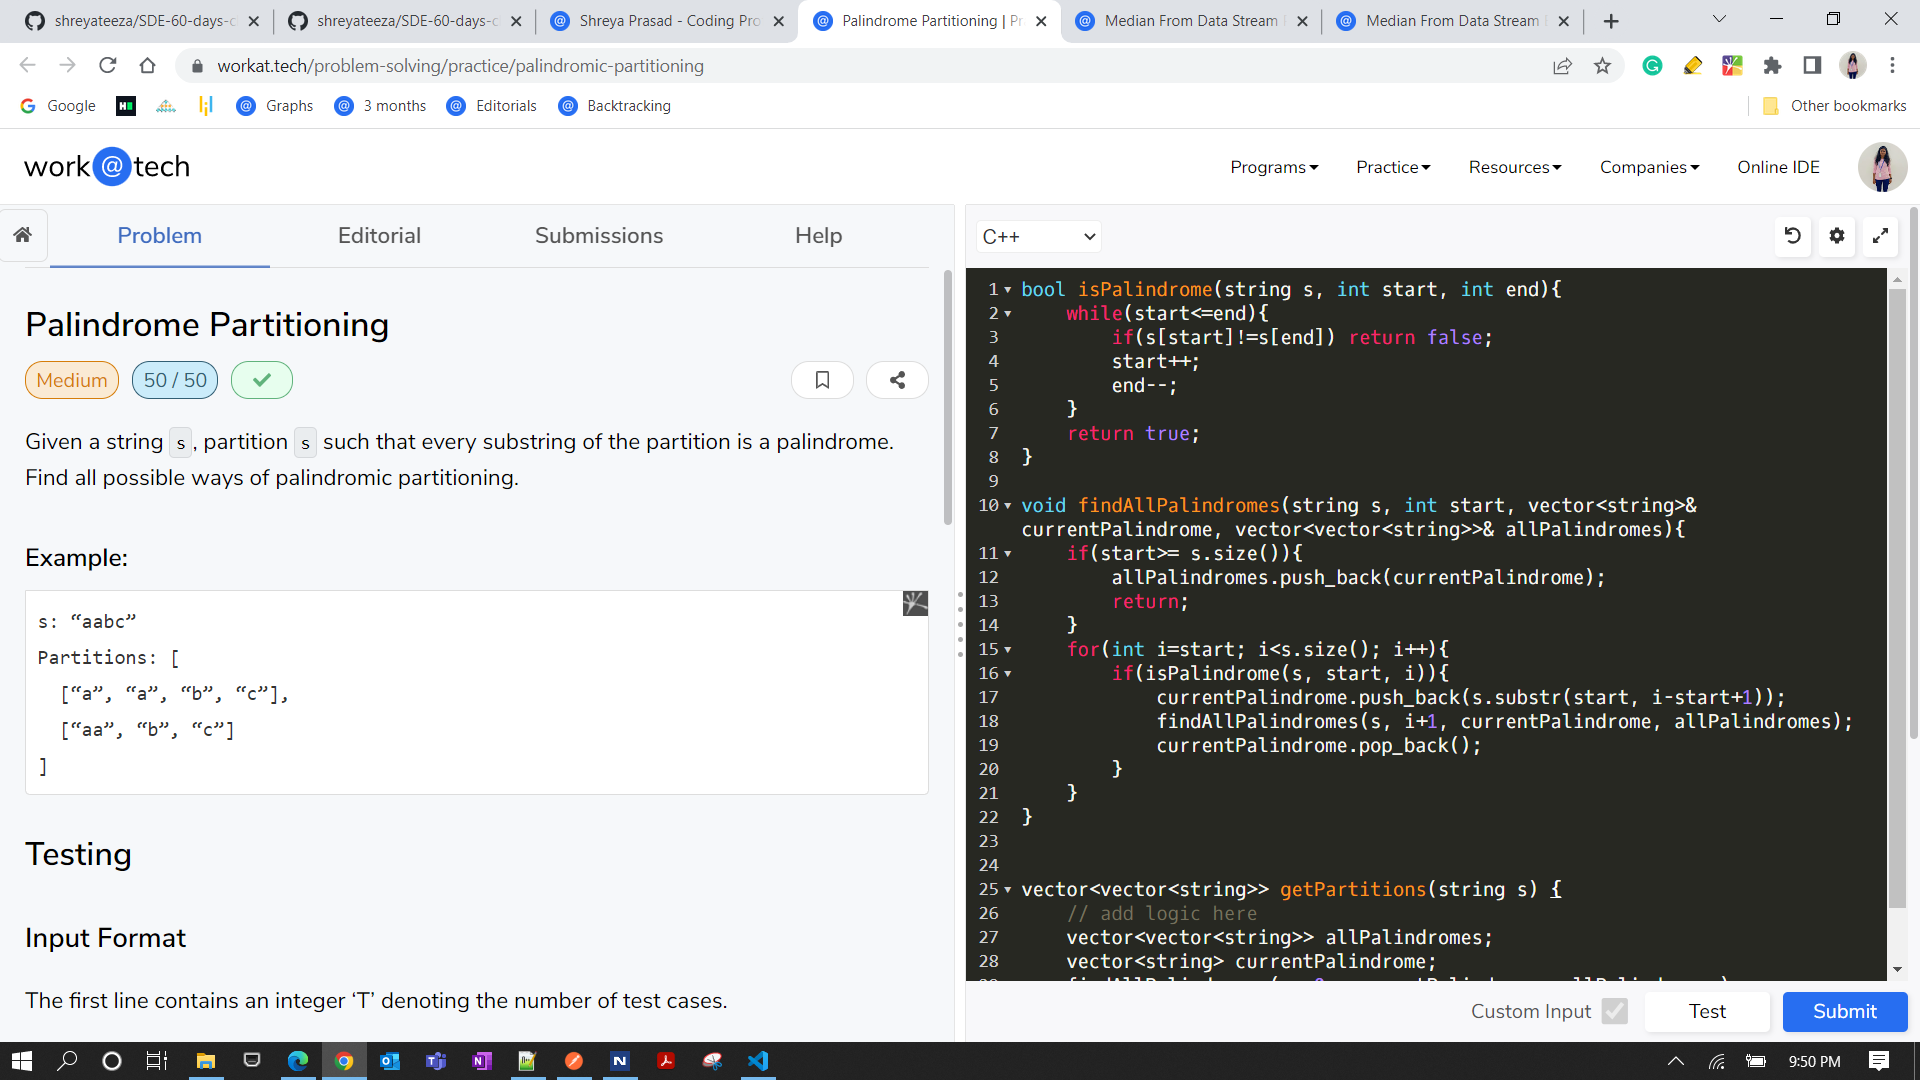 shreyateeza/SDE-60-days-c
shreyateeza/SDE-60-days-c
Shreya Prasad - Coding Pro
Palindrome Partitioning | Pr
Median From Data Stream
Median From Data Stream
workat.tech/problem-solving/practice/palindromic-partitioning
Google
Graphs
3 months
Editorials
Backtracking
Other bookmarks
work@tech
Programs
Practice
Resources
Companies
Online IDE
Problem
Editorial
Submissions
Help
C++
Palindrome Partitioning
Medium
50 / 50
Given a string s, partition s such that every substring of the partition is a palindrome.
Find all possible ways of palindromic partitioning.
Example:
s: “aabc”
Partitions: [
[“a”, “a”, “b”, “c”],
[“aa”, “b”, “c”]
]
Testing
Input Format
The first line contains an integer ‘T’ denoting the number of test cases.
1 bool isPalindrome(string s, int start, int end){
2 while(start<=end){
3 if(s[start]!=s[end]) return false;
4 start++;
5 end--;
6 }
7 return true;
8 }
9
10 void findAllPalindromes(string s, int start, vector<string>&
currentPalindrome, vector<vector<string>>& allPalindromes){
11 if(start>= s.size()){
12 allPalindromes.push_back(currentPalindrome);
13 return;
14 }
15 for(int i=start; i<s.size(); i++){
16 if(isPalindrome(s, start, i)){
17 currentPalindrome.push_back(s.substr(start, i-start+1));
18 findAllPalindromes(s, i+1, currentPalindrome, allPalindromes);
19 currentPalindrome.pop_back();
20 }
21 }
22 }
23
24
25 vector<vector<string>> getPartitions(string s) {
26 // add logic here
27 vector<vector<string>> allPalindromes;
28 vector<string> currentPalindrome;
Custom Input
Test
Submit
9:50 PM